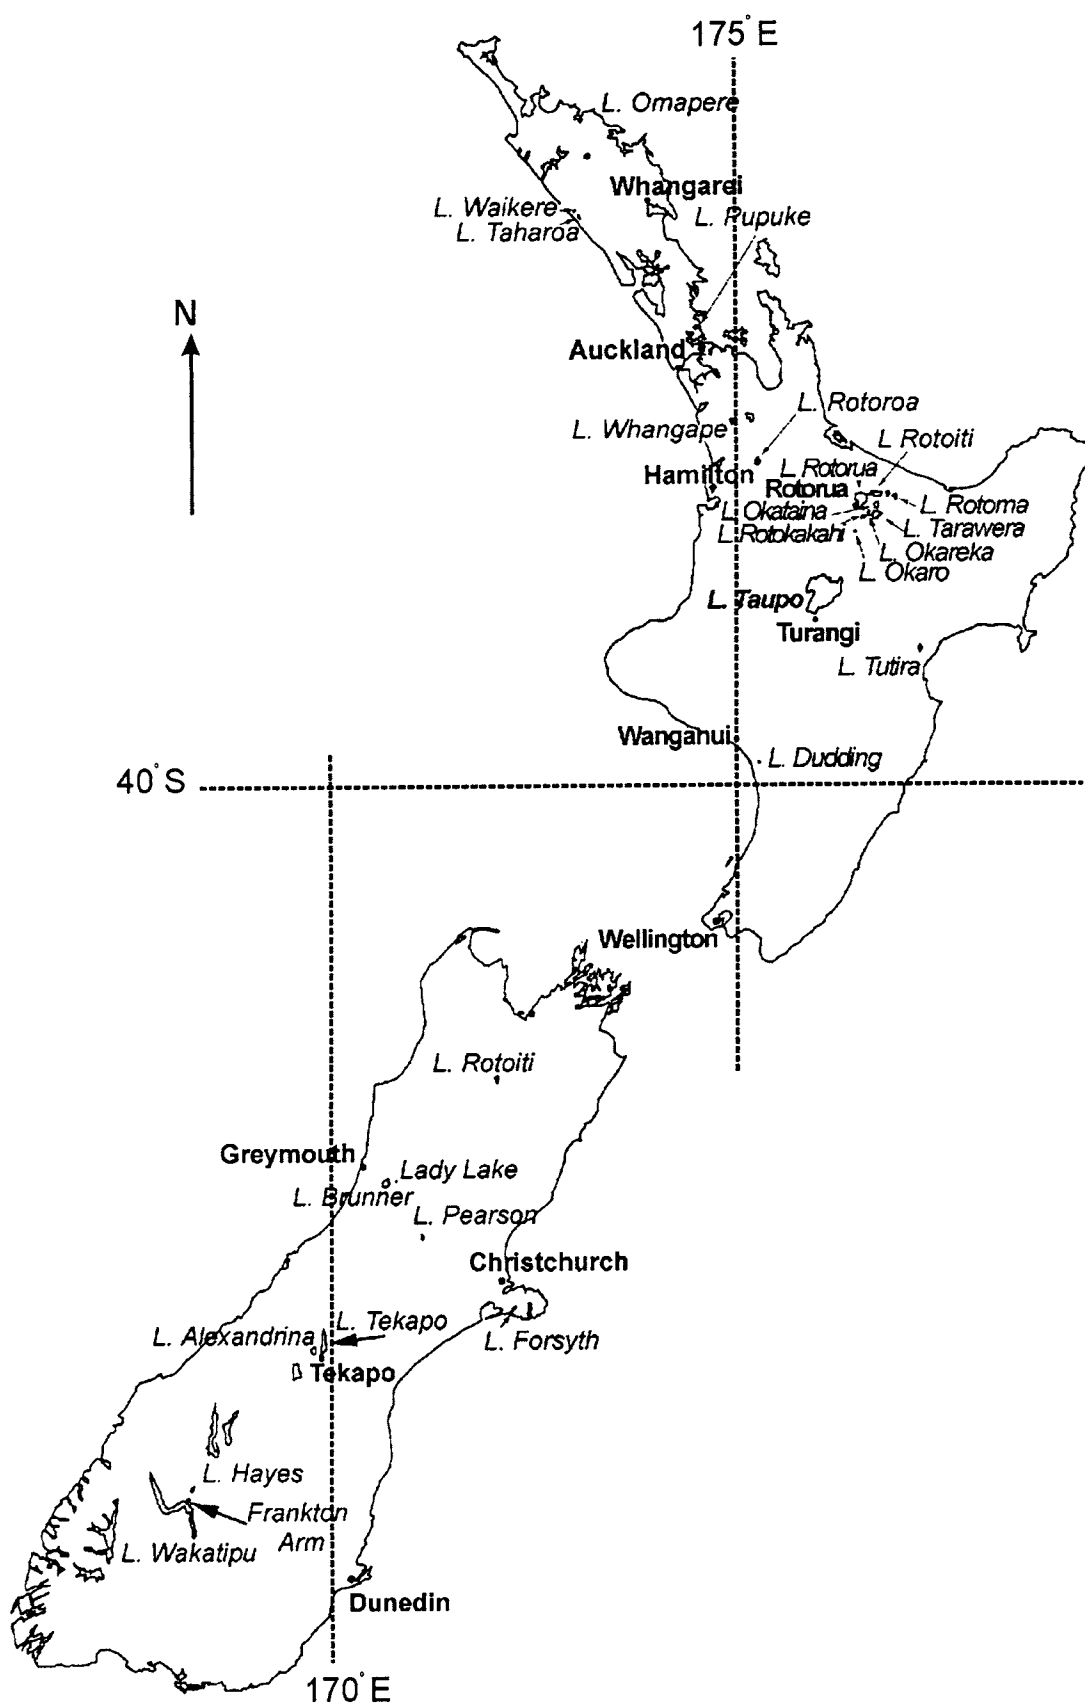 175°E
L. Omapere
Whangarei
L. Waikere
L. Pupuke
L. Taharoa
N
Auckland
L. Rotoroa
L. Whangape
L Rotoiti
Hamilton
L. Rotorua
Rotorua
L. Rotoma
L. Okataina
L. Tarawera
L. Rotokakahi
L. Okareka
L. Okaro
L. Taupo
Turangi
L. Tutira
Wanganui
L. Dudding
40°S
Wellington
L. Rotoiti
Greymouth
Lady Lake
L. Brunner
L. Pearson
Christchurch
L. Tekapo
L. Alexandrina
L. Forsyth
Tekapo
L. Hayes
Frankton
Arm
L. Wakatipu
Dunedin
170°E